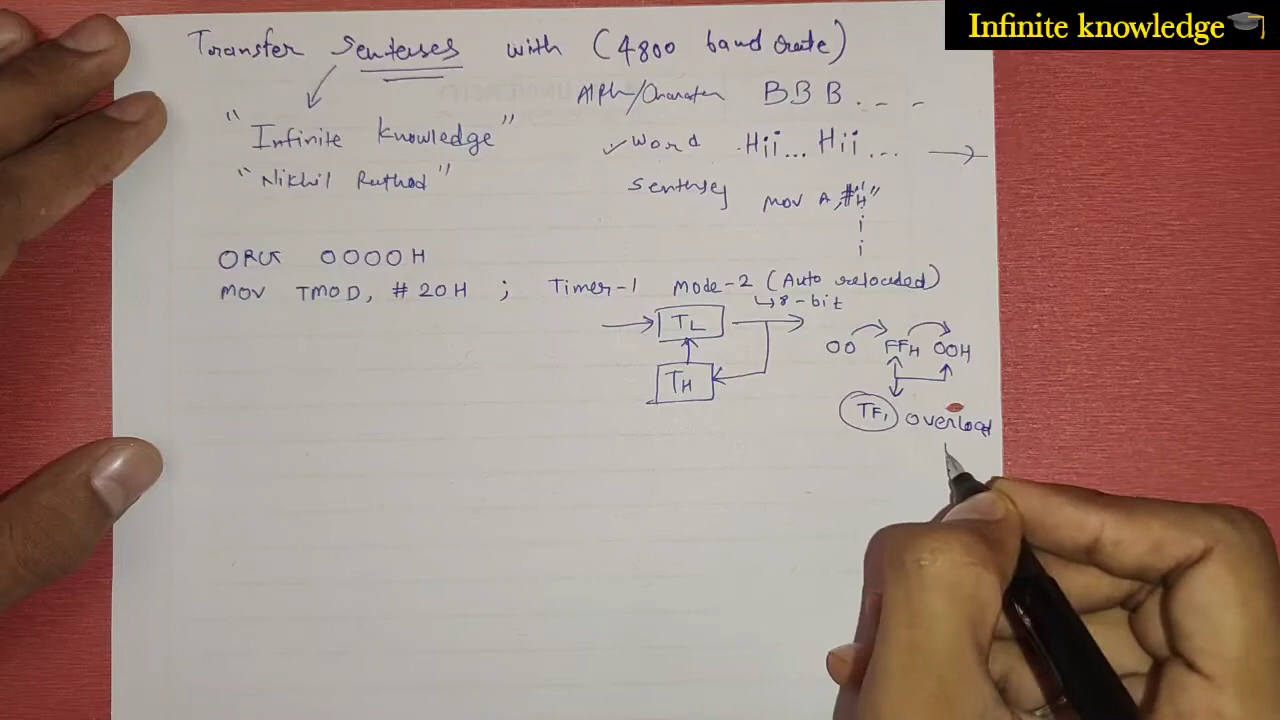 Infinite knowledge🎓
Transfer sentenses with (4800 baud rate)
"Infinite Knowledge"
"Nikhil Rathod"
Alph/Character BBB. - -
✓ word Hii... Hii...
sentenses mov A, #"H"
i
i
ORG 0000H
MOV TMOD, #20H ; Timer-1 Mode-2 (Auto reloaded)
↳8-bit
TL
TH
00 FFH 00H
TF1 overload